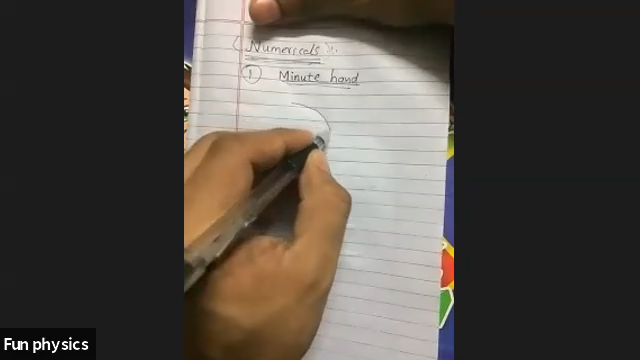 Numericals :
① Minute hand
Fun physics